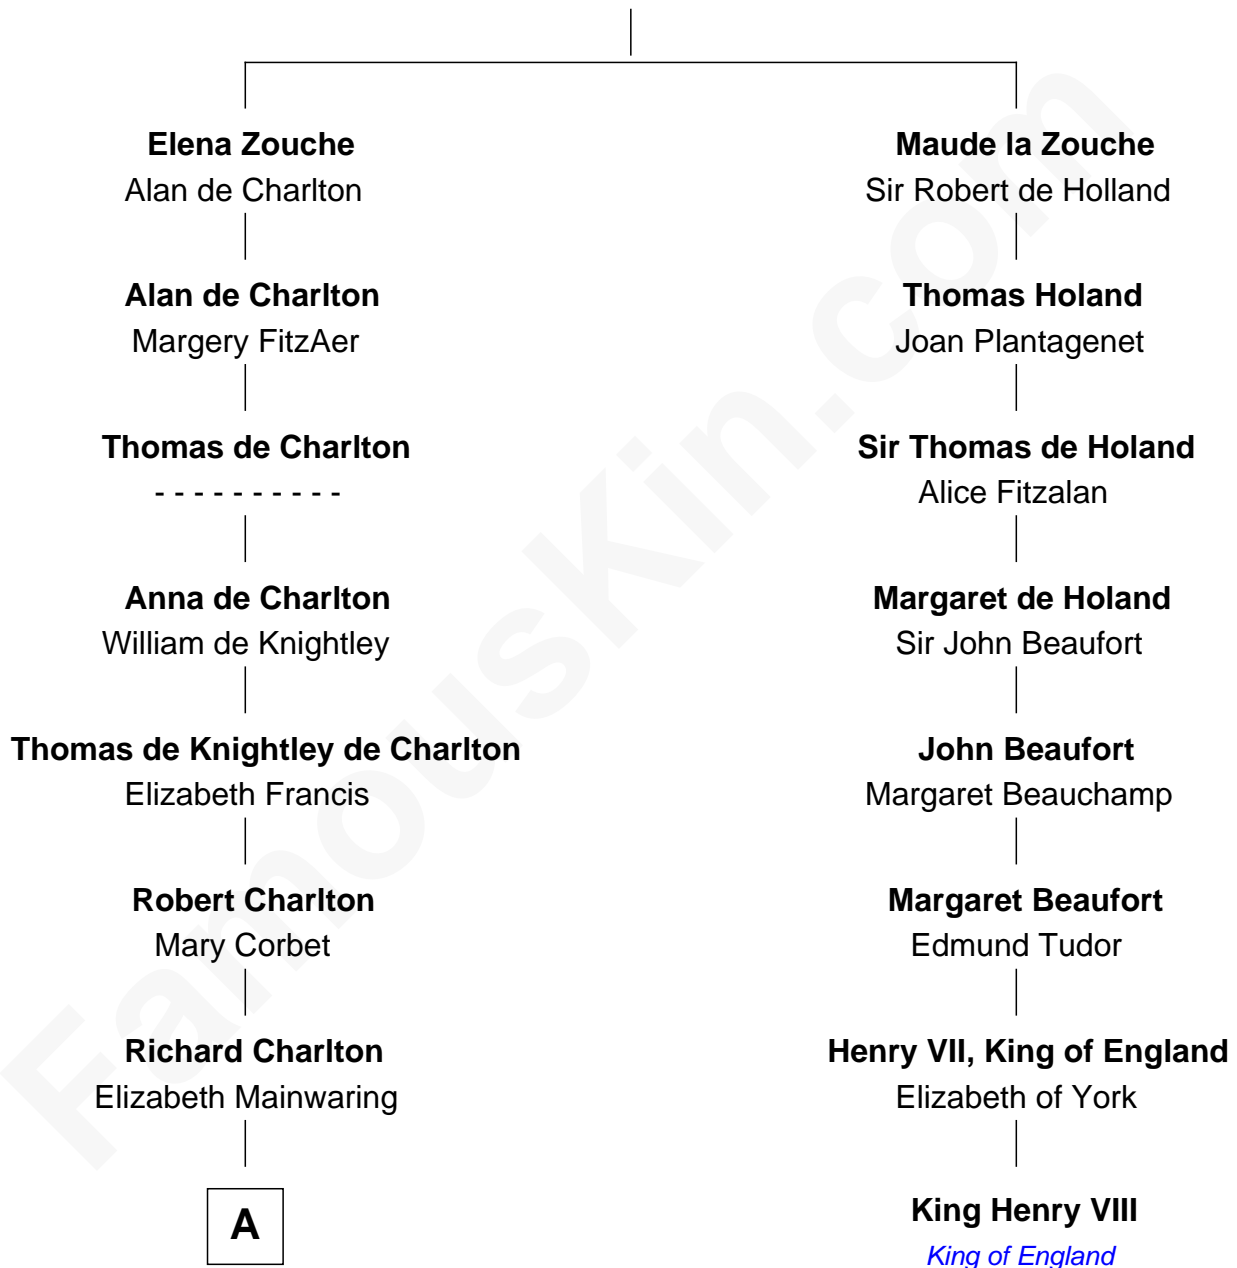 Elena Zouche
Alan de Charlton
Maude la Zouche
Sir Robert de Holland
Alan de Charlton
Margery FitzAer
Thomas Holand
Joan Plantagenet
Thomas de Charlton
- - - - - - - - - -
Sir Thomas de Holand
Alice Fitzalan
Anna de Charlton
William de Knightley
Margaret de Holand
Sir John Beaufort
Thomas de Knightley de Charlton
Elizabeth Francis
John Beaufort
Margaret Beauchamp
Robert Charlton
Mary Corbet
Margaret Beaufort
Edmund Tudor
Richard Charlton
Elizabeth Mainwaring
Henry VII, King of England
Elizabeth of York
A
King Henry VIII
King of England
FamousKin.com